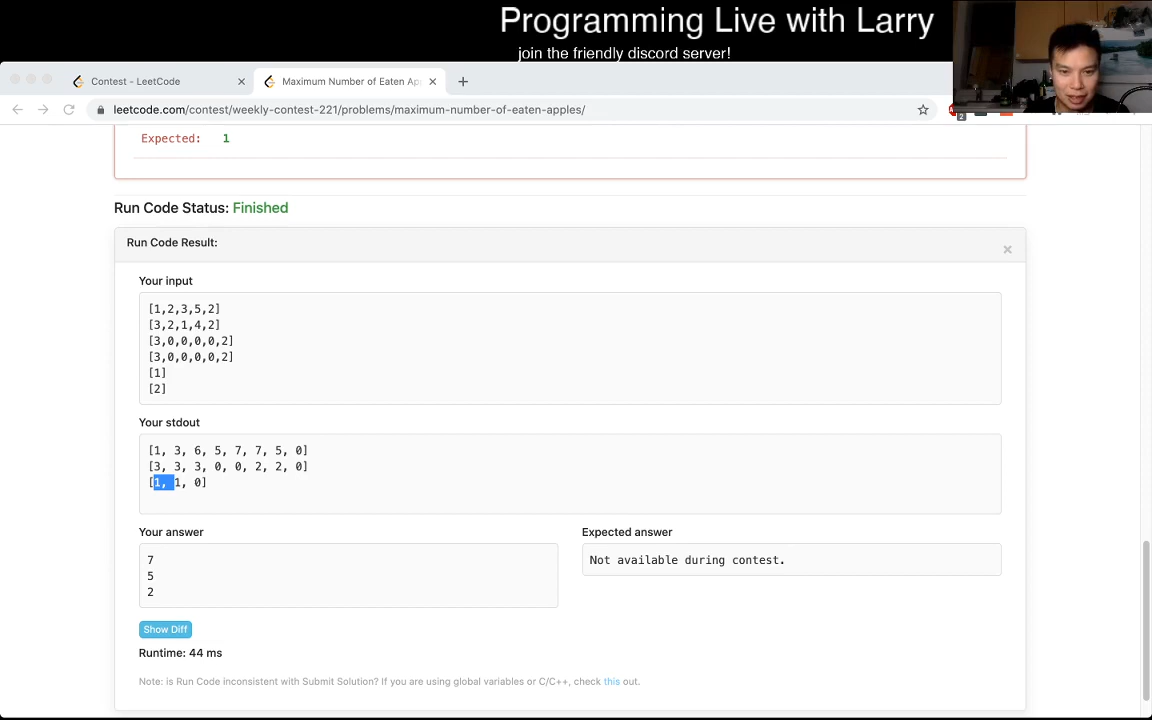 Programming Live with Larry
join the friendly discord server!
Contest - LeetCode
Maximum Number of Eaten Ap
leetcode.com/contest/weekly-contest-221/problems/maximum-number-of-eaten-apples/
2
Expected: 1
Run Code Status: Finished
Run Code Result:
Your input
[1,2,3,5,2]
[3,2,1,4,2]
[3,0,0,0,0,2]
[3,0,0,0,0,2]
[1]
[2]
Your stdout
[1, 3, 6, 5, 7, 7, 5, 0]
[3, 3, 3, 0, 0, 2, 2, 0]
[1, 1, 0]
Your answer
Expected answer
7
5
2
Not available during contest.
Show Diff
Runtime: 44 ms
Note: is Run Code inconsistent with Submit Solution? If you are using global variables or C/C++, check this out.